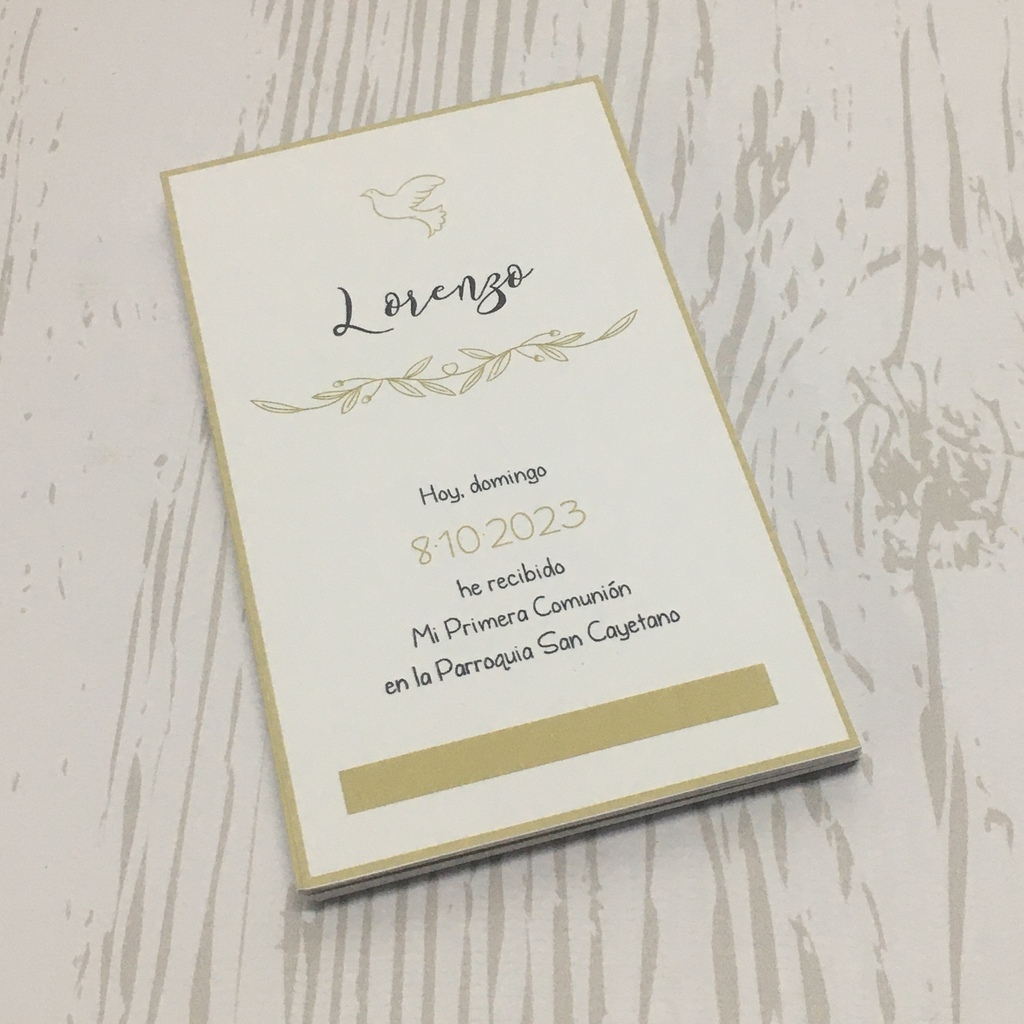 Lorenzo
Hoy, domingo
8·10·2023
he recibido
Mi Primera Comunión
en la Parroquia San Cayetano